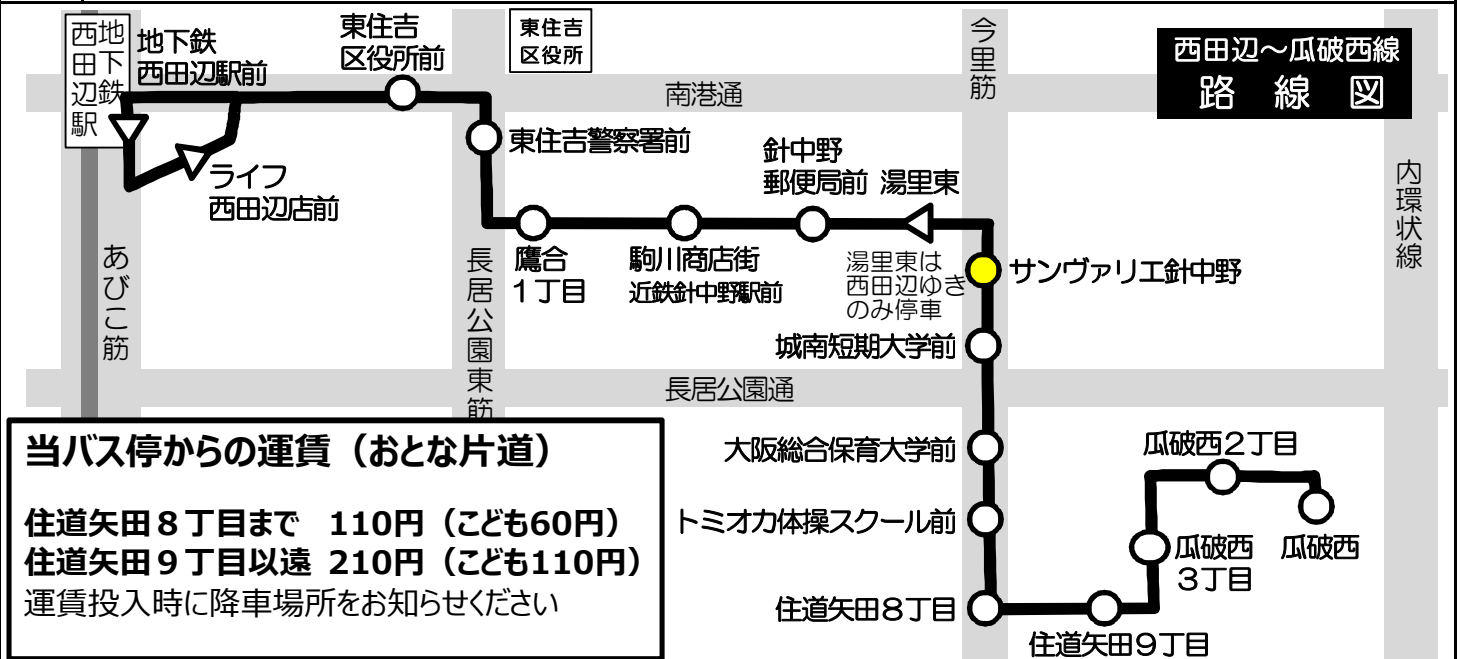 地下鉄
西田辺駅
地下鉄
西田辺駅前
東住吉
区役所前
東住吉
区役所
今里筋
西田辺～瓜破西線
路線図
南港通
東住吉警察署前
針中野
郵便局前
湯里東
ライフ
西田辺店前
内環状線
あびこ筋
長居公園東筋
鷹合
1丁目
駒川商店街
近鉄針中野駅前
湯里東は
西田辺ゆき
のみ停車
サンヴァリエ針中野
城南短期大学前
長居公園通
当バス停からの運賃（おとな片道）
住道矢田８丁目まで 110円（こども60円）
住道矢田９丁目以遠 210円（こども110円）
運賃投入時に降車場所をお知らせください
大阪総合保育大学前
瓜破西2丁目
トミオカ体操スクール前
瓜破西
3丁目
瓜破西
住道矢田8丁目
住道矢田9丁目